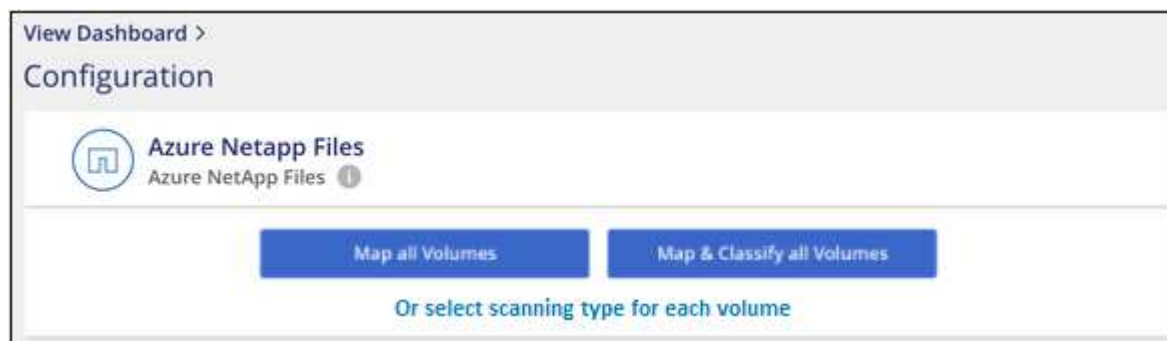 View Dashboard >
Configuration
Azure Netapp Files
Azure NetApp Files i
Map all Volumes
Map & Classify all Volumes
Or select scanning type for each volume